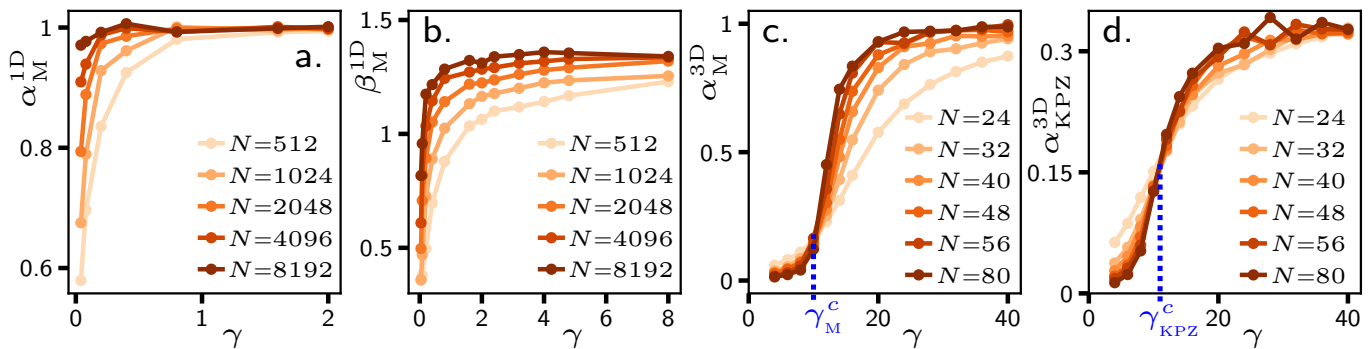 a.
α_M^1D
1
0.8
0.6
N=512
N=1024
N=2048
N=4096
N=8192
0 1 2
γ
b.
β_M^1D
1.5
1
0.5
N=512
N=1024
N=2048
N=4096
N=8192
0 2 4 6 8
γ
c.
α_M^3D
1
0.5
0
N=24
N=32
N=40
N=48
N=56
N=80
0 20 40
γ_M^c
γ
d.
α_KPZ^3D
0.3
0.15
0
N=24
N=32
N=40
N=48
N=56
N=80
0 20 40
γ_KPZ^c
γ